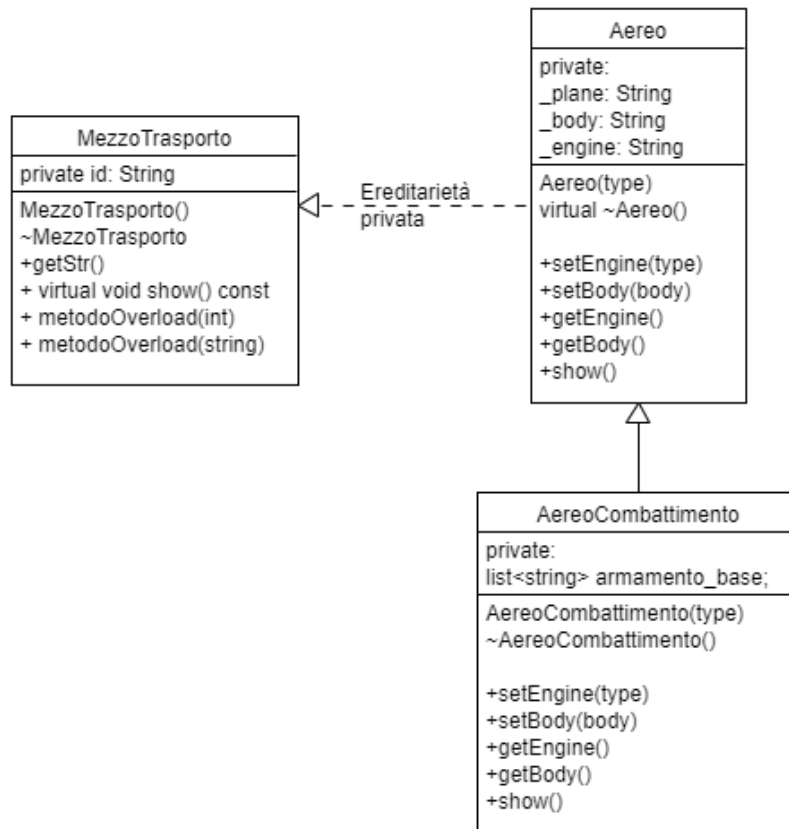 MezzoTrasporto
private id: String
MezzoTrasporto()
~MezzoTrasporto
+getStr()
+ virtual void show() const
+ metodoOverload(int)
+ metodoOverload(string)
Ereditarietà
privata
Aereo
private:
_plane: String
_body: String
_engine: String
Aereo(type)
virtual ~Aereo()
+setEngine(type)
+setBody(body)
+getEngine()
+getBody()
+show()
AereoCombattimento
private:
list<string> armamento_base;
AereoCombattimento(type)
~AereoCombattimento()
+setEngine(type)
+setBody(body)
+getEngine()
+getBody()
+show()